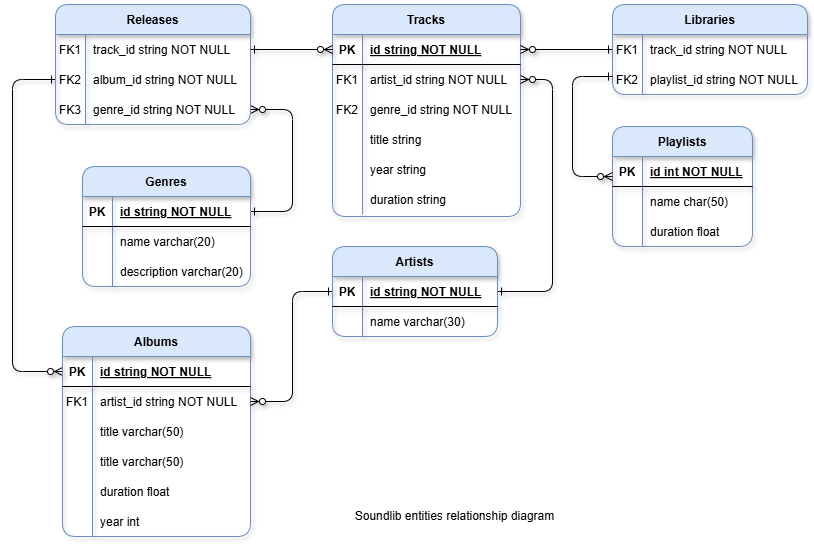 Releases
FK1 track_id string NOT NULL
FK2 album_id string NOT NULL
FK3 genre_id string NOT NULL
Tracks
PK id string NOT NULL
FK1 artist_id string NOT NULL
FK2 genre_id string NOT NULL
title string
year string
duration string
Libraries
FK1 track_id string NOT NULL
FK2 playlist_id string NOT NULL
Playlists
PK id int NOT NULL
name char(50)
duration float
Genres
PK id string NOT NULL
name varchar(20)
description varchar(20)
Artists
PK id string NOT NULL
name varchar(30)
Albums
PK id string NOT NULL
FK1 artist_id string NOT NULL
title varchar(50)
title varchar(50)
duration float
year int
Soundlib entities relationship diagram